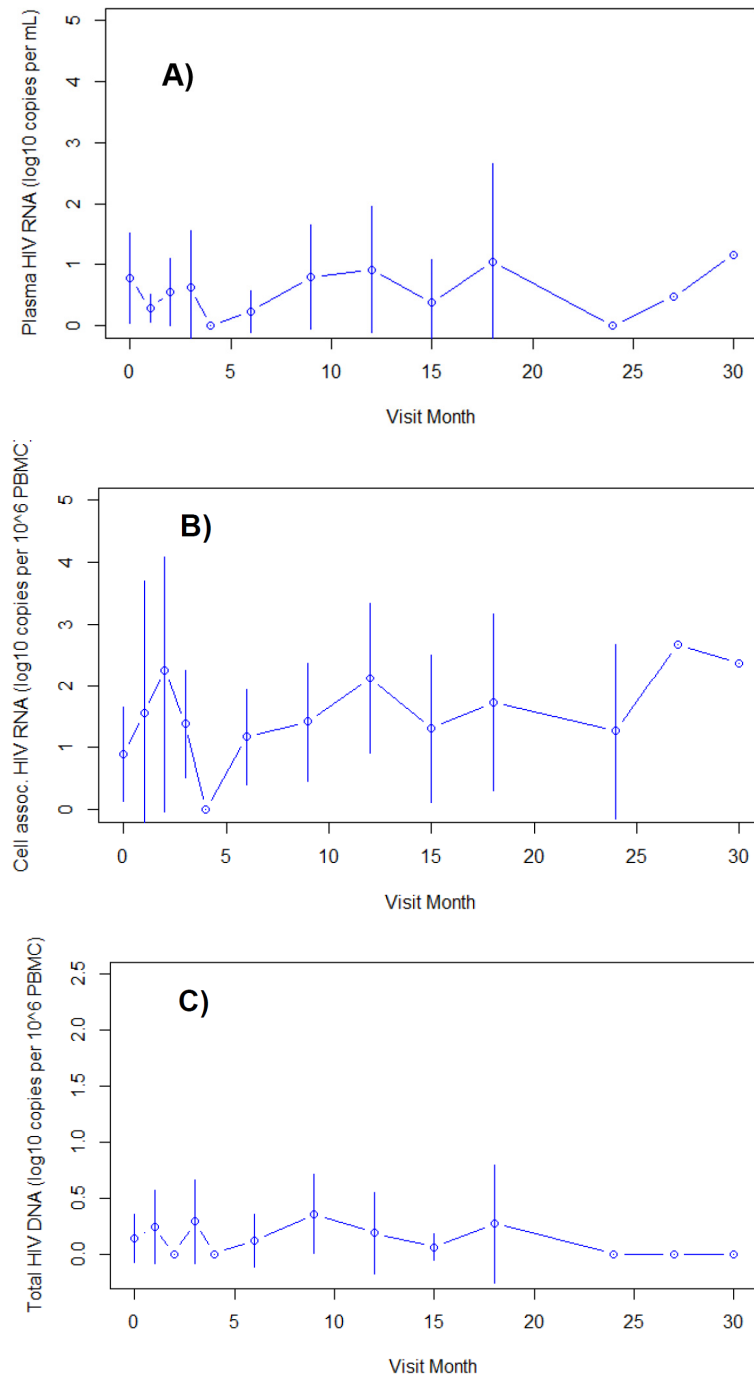 A)
Plasma HIV RNA (log10 copies per mL)
5
4
3
2
1
0
0 5 10 15 20 25 30
Visit Month
B)
Cell assoc. HIV RNA (log10 copies per 10^6 PBMC)
5
4
3
2
1
0
0 5 10 15 20 25 30
Visit Month
C)
Total HIV DNA (log10 copies per 10^6 PBMC)
2.5
2.0
1.5
1.0
0.5
0.0
0 5 10 15 20 25 30
Visit Month